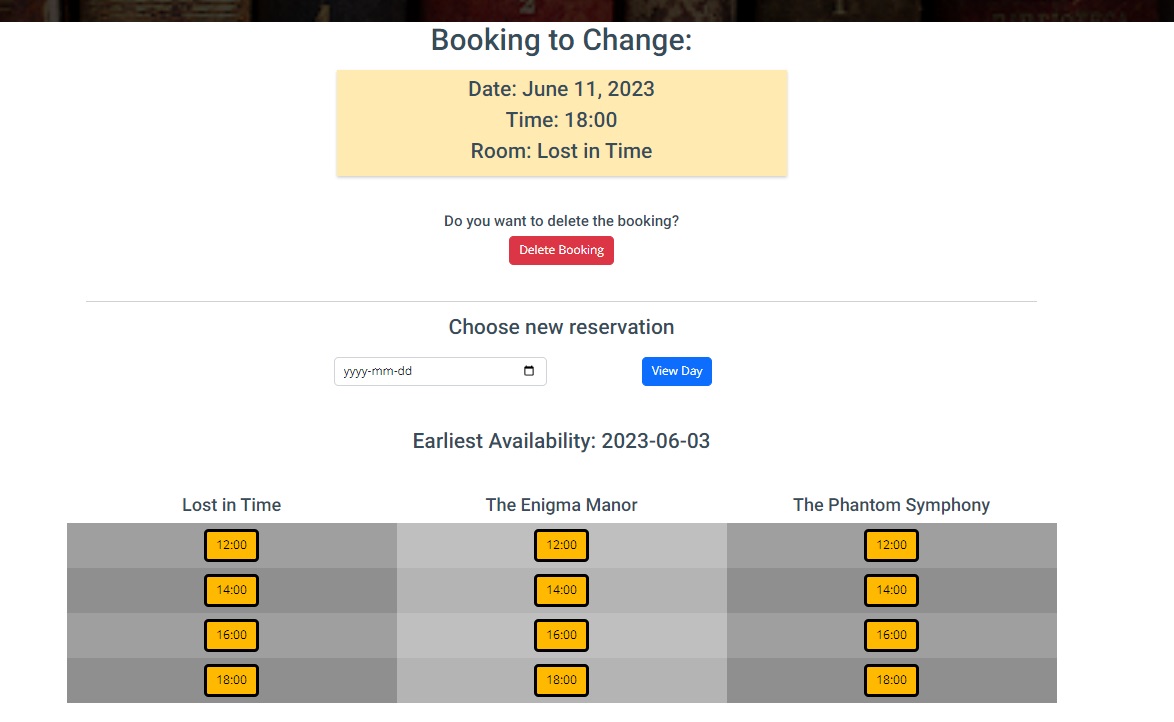 Booking to Change:
Date: June 11, 2023
Time: 18:00
Room: Lost in Time
Do you want to delete the booking?
Delete Booking
Choose new reservation
yyyy-mm-dd
View Day
Earliest Availability: 2023-06-03
Lost in Time The Enigma Manor The Phantom Symphony
12:00 12:00 12:00
14:00 14:00 14:00
16:00 16:00 16:00
18:00 18:00 18:00